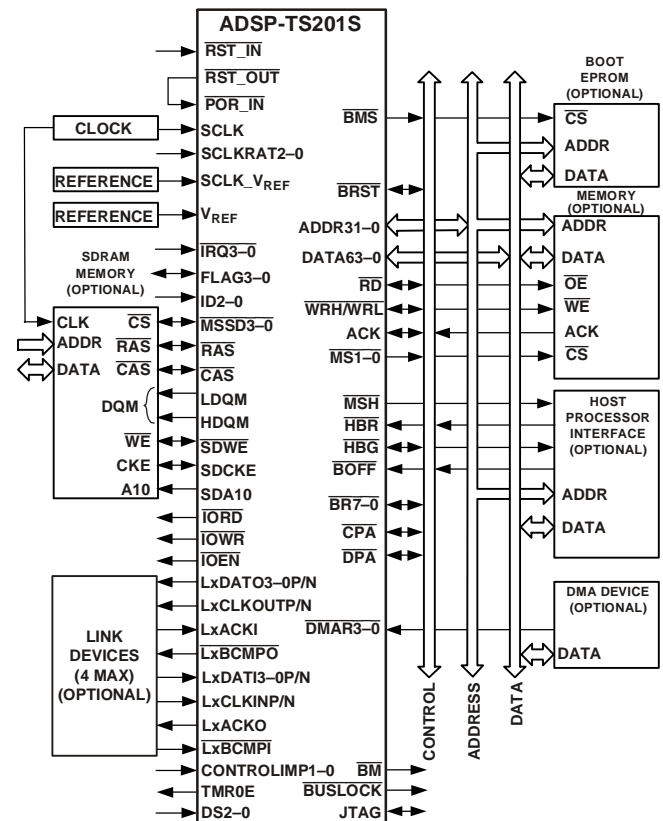 ADSP-TS201S
RST_IN
RST_OUT
POR_IN
CLOCK
SCLK
SCLKRAT2–0
REFERENCE
SCLK_VREF
REFERENCE
VREF
IRQ3–0
SDRAM
MEMORY
(OPTIONAL)
FLAG3–0
ID2–0
CLK
CS
MSSD3–0
ADDR
RAS
RAS
DATA
CAS
CAS
DQM
LDQM
HDQM
WE
SDWE
CKE
SDCKE
A10
SDA10
IORD
IOWR
IOEN
LINK
DEVICES
(4 MAX)
(OPTIONAL)
LxDATO3–0P/N
LxCLKOUTP/N
LxACKI
LxBCMPO
LxDATI3–0P/N
LxCLKINP/N
LxACKO
LxBCMPI
CONTROLIMP1–0
TMR0E
DS2–0
BMS
BRST
ADDR31–0
DATA63–0
RD
WRH/WRL
ACK
MS1–0
MSH
HBR
HBG
BOFF
BR7–0
CPA
DPA
DMAR3–0
BM
BUSLOCK
JTAG
CONTROL
ADDRESS
DATA
BOOT
EPROM
(OPTIONAL)
CS
ADDR
DATA
MEMORY
(OPTIONAL)
ADDR
DATA
OE
WE
ACK
CS
HOST
PROCESSOR
INTERFACE
(OPTIONAL)
ADDR
DATA
DMA DEVICE
(OPTIONAL)
DATA